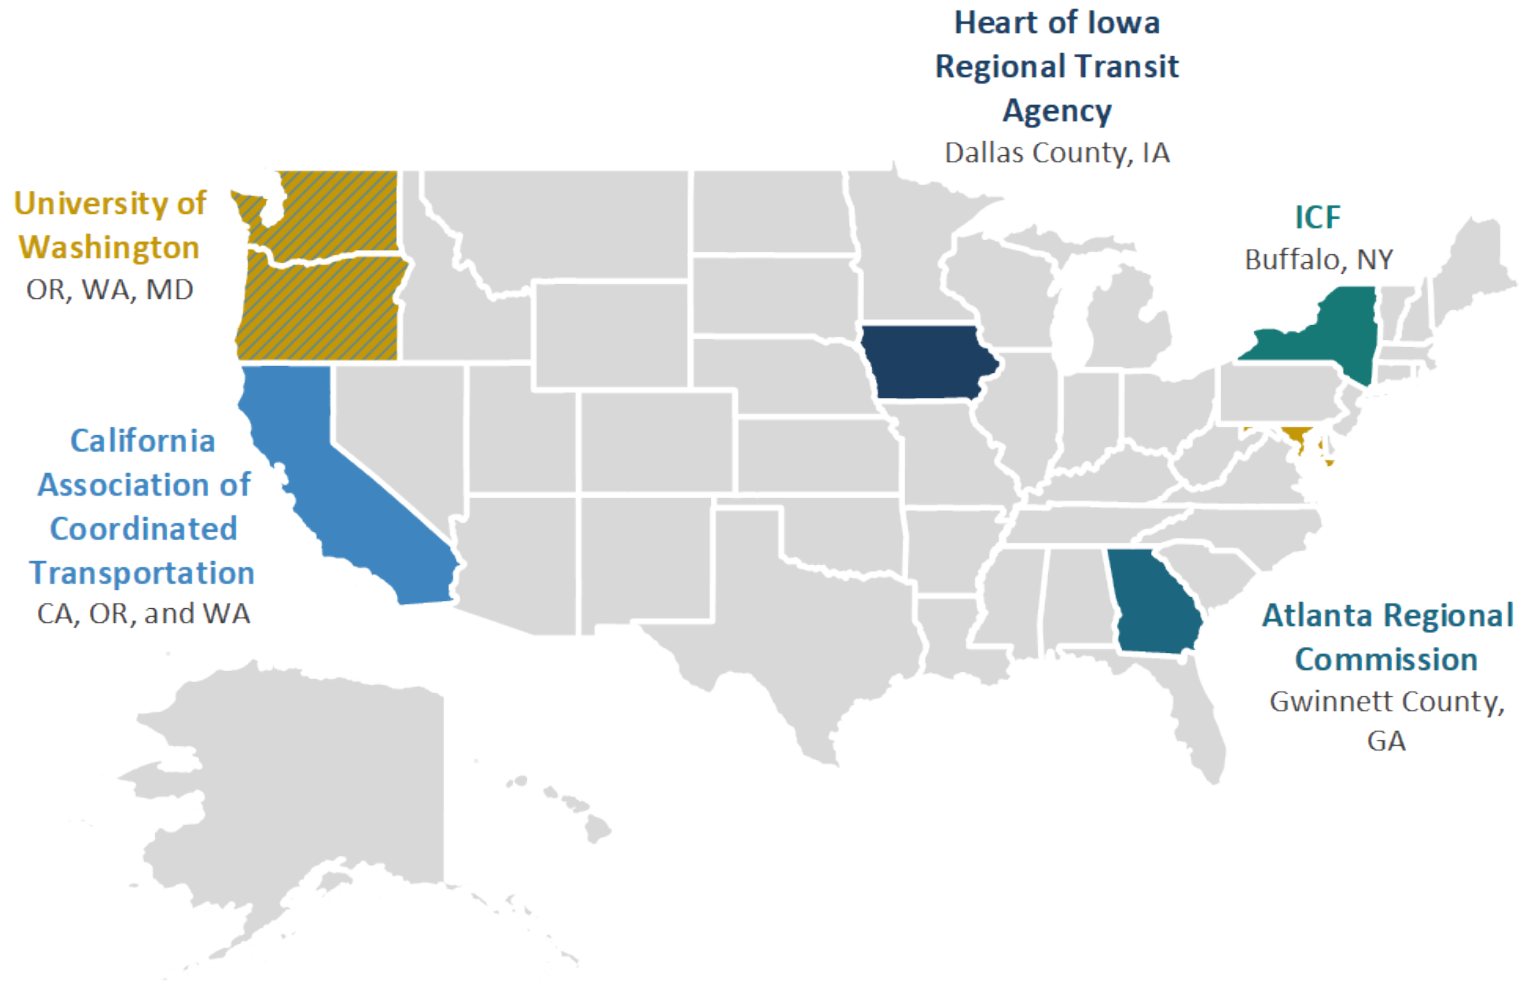 Heart of Iowa
Regional Transit
Agency
Dallas County, IA
University of
Washington
OR, WA, MD
ICF
Buffalo, NY
California
Association of
Coordinated
Transportation
CA, OR, and WA
Atlanta Regional
Commission
Gwinnett County,
GA